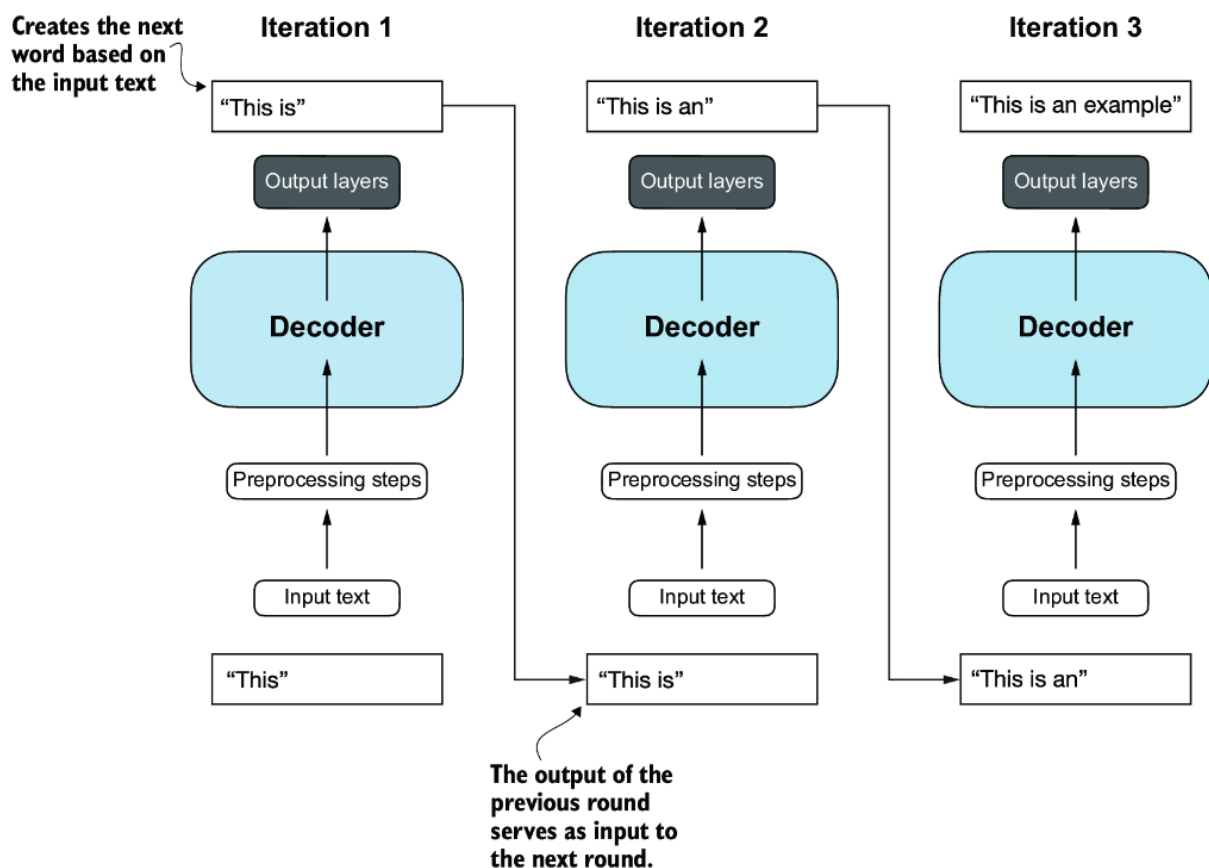 Creates the next
word based on
the input text
Iteration 1
Iteration 2
Iteration 3
“This is”
“This is an”
“This is an example”
Output layers
Output layers
Output layers
Decoder
Decoder
Decoder
Preprocessing steps
Preprocessing steps
Preprocessing steps
Input text
Input text
Input text
“This”
“This is”
“This is an”
The output of the
previous round
serves as input to
the next round.